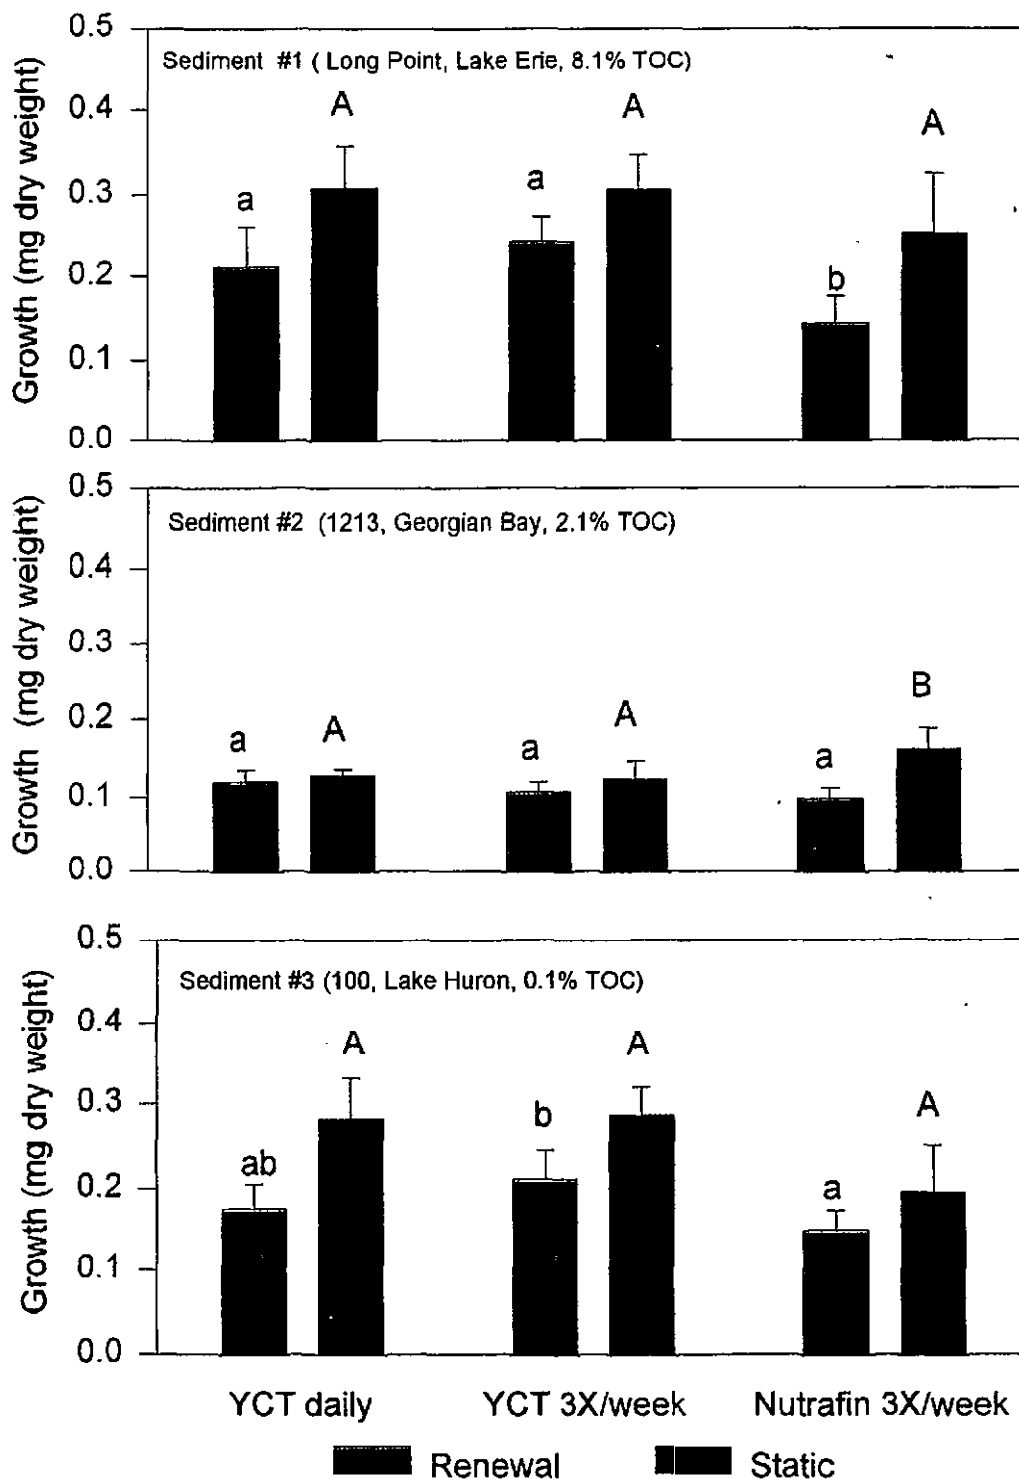 0.5
Sediment #1 ( Long Point, Lake Erie, 8.1% TOC)
0.4
0.3
0.2
0.1
0.0
Growth (mg dry weight)
a
A
a
A
b
A
0.5
Sediment #2 (1213, Georgian Bay, 2.1% TOC)
0.4
0.3
0.2
0.1
0.0
Growth (mg dry weight)
a
A
a
A
a
B
0.5
Sediment #3 (100, Lake Huron, 0.1% TOC)
0.4
0.3
0.2
0.1
0.0
Growth (mg dry weight)
ab
A
b
A
a
A
YCT daily
YCT 3X/week
Nutrafin 3X/week
Renewal
Static